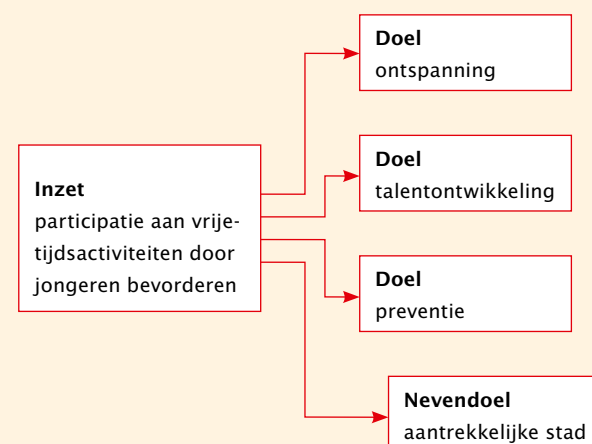 Doel
ontspanning
Doel
talentontwikkeling
Inzet
participatie aan vrije-
tijdsactiviteiten door
jongeren bevorderen
Doel
preventie
Nevendoel
aantrekkelijke stad